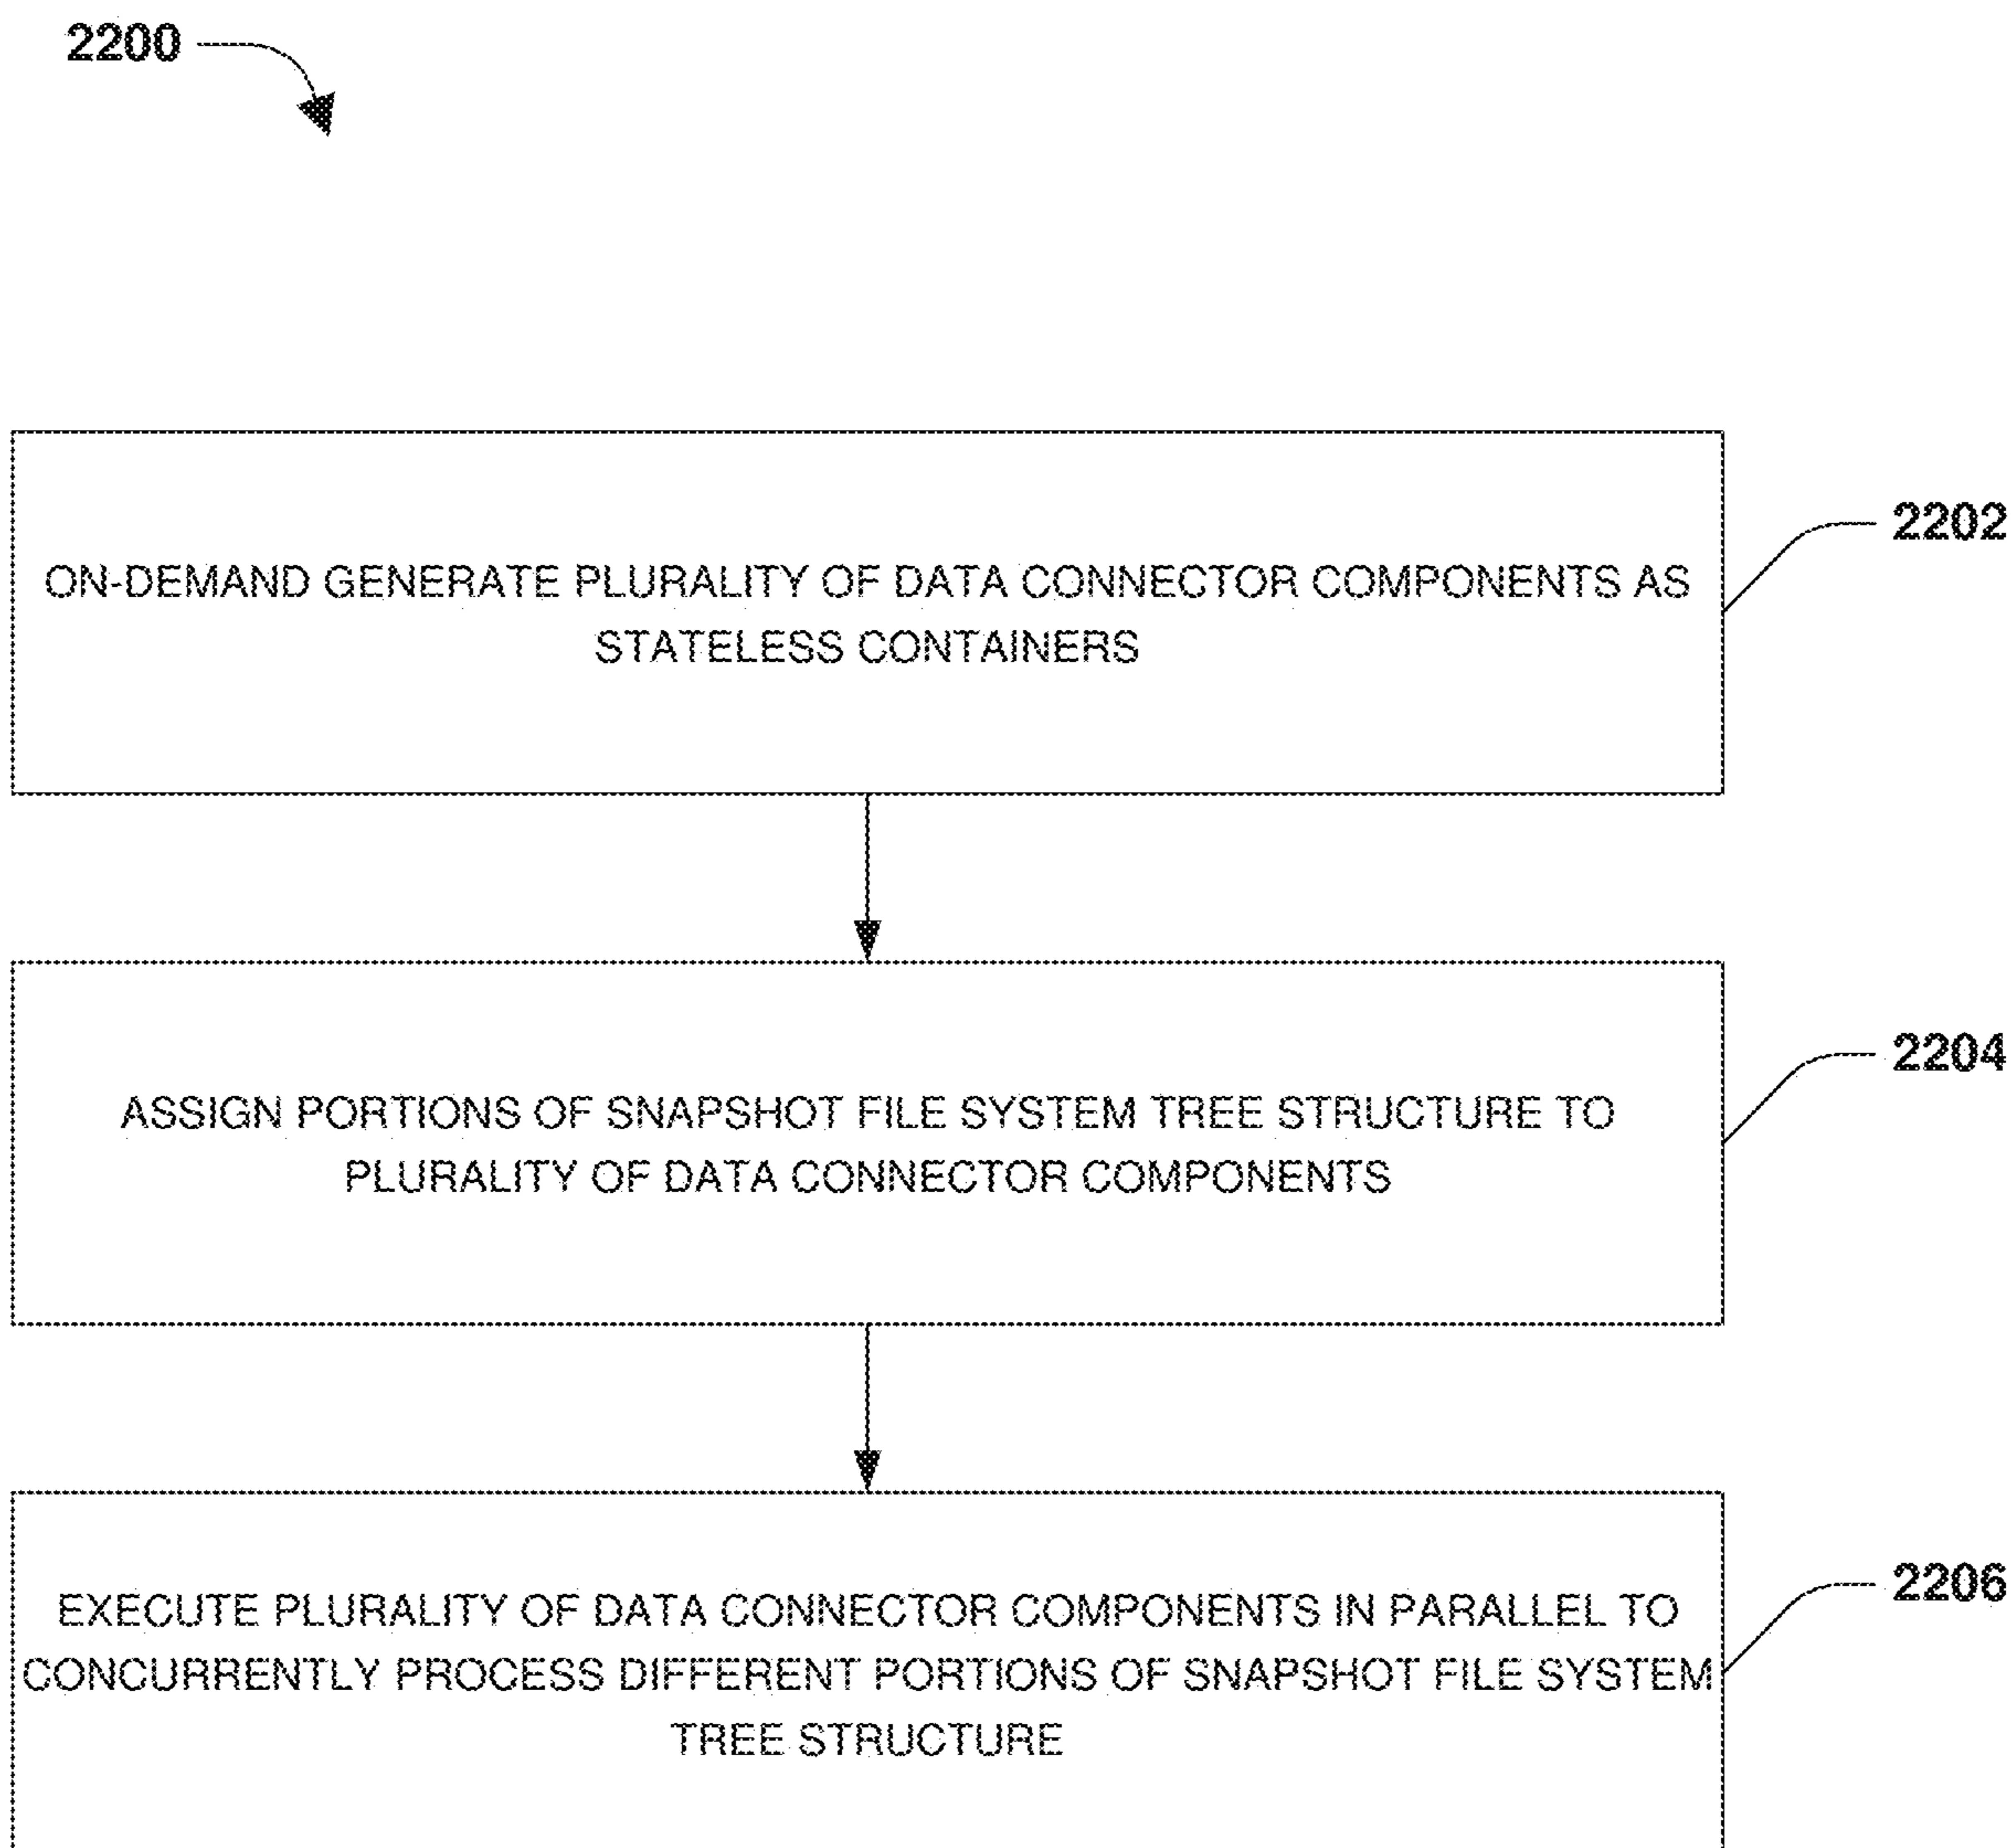 2200
ON-DEMAND GENERATE PLURALITY OF DATA CONNECTOR COMPONENTS AS
STATELESS CONTAINERS
2202
ASSIGN PORTIONS OF SNAPSHOT FILE SYSTEM TREE STRUCTURE TO
PLURALITY OF DATA CONNECTOR COMPONENTS
2204
EXECUTE PLURALITY OF DATA CONNECTOR COMPONENTS IN PARALLEL TO
CONCURRENTLY PROCESS DIFFERENT PORTIONS OF SNAPSHOT FILE SYSTEM
TREE STRUCTURE
2206